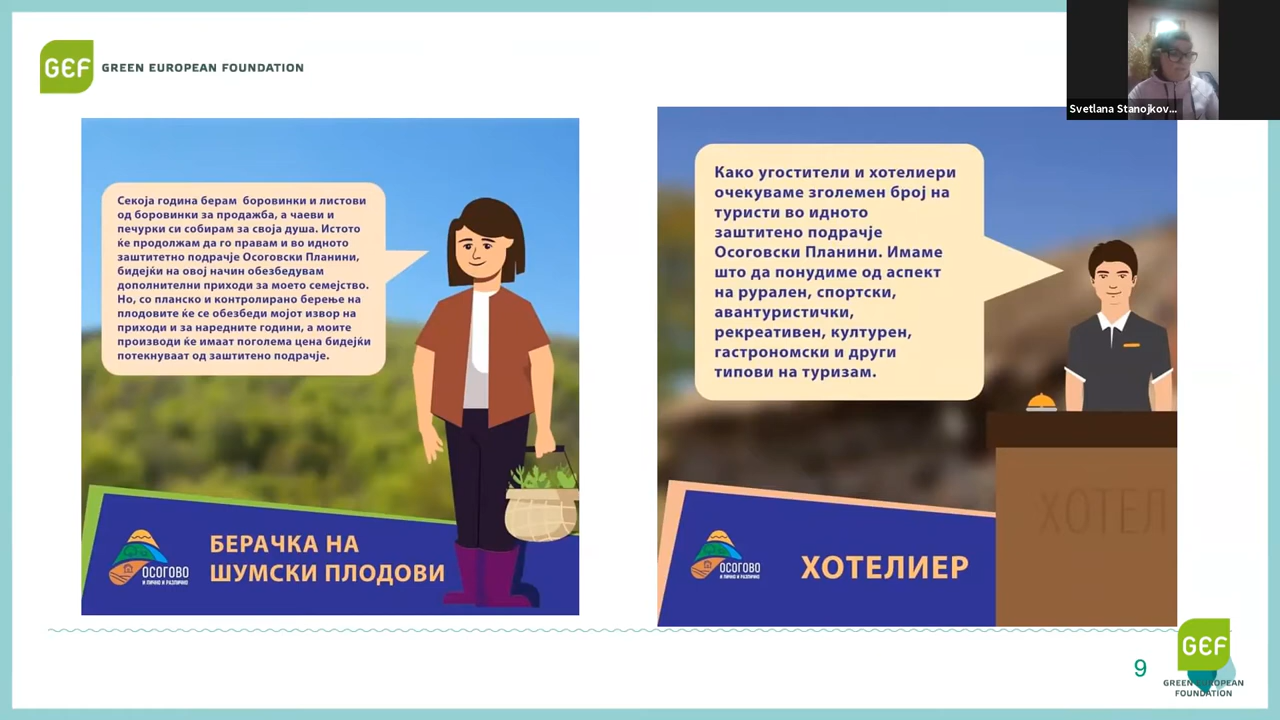 GEF GREEN EUROPEAN FOUNDATION
Svetlana Stanojkov...
Секоја година берам боровинки и листови
од боровинки за продажба, а чаеви и
печурки си собирам за своја душа. Истото
ќе продолжам да го правам и во идното
заштитетно подрачје Осоговски Планини,
бидејќи на овој начин обезбедувам
дополнителни приходи за моето семејство.
Но, со планско и контролирано берење на
плодовите ќе се обезбеди мојот извор на
приходи и за наредните години, а моите
производи ќе имаат поголема цена бидејќи
потекнуваат од заштитено подрачје.
ОСОГОВО
И ЛИЧНО И РАЗЛИЧНО
БЕРАЧКА НА
ШУМСКИ ПЛОДОВИ
Како угостители и хотелиери
очекуваме зголемен број на
туристи во идното
заштитено подрачје
Осоговски Планини. Имаме
што да понудиме од аспект
на рурален, спортски,
авантуристички,
рекреативен, културен,
гастрономски и други
типови на туризам.
ХОТЕЛ
ОСОГОВО
И ЛИЧНО И РАЗЛИЧНО
ХОТЕЛИЕР
9
GEF
GREEN EUROPEAN
FOUNDATION